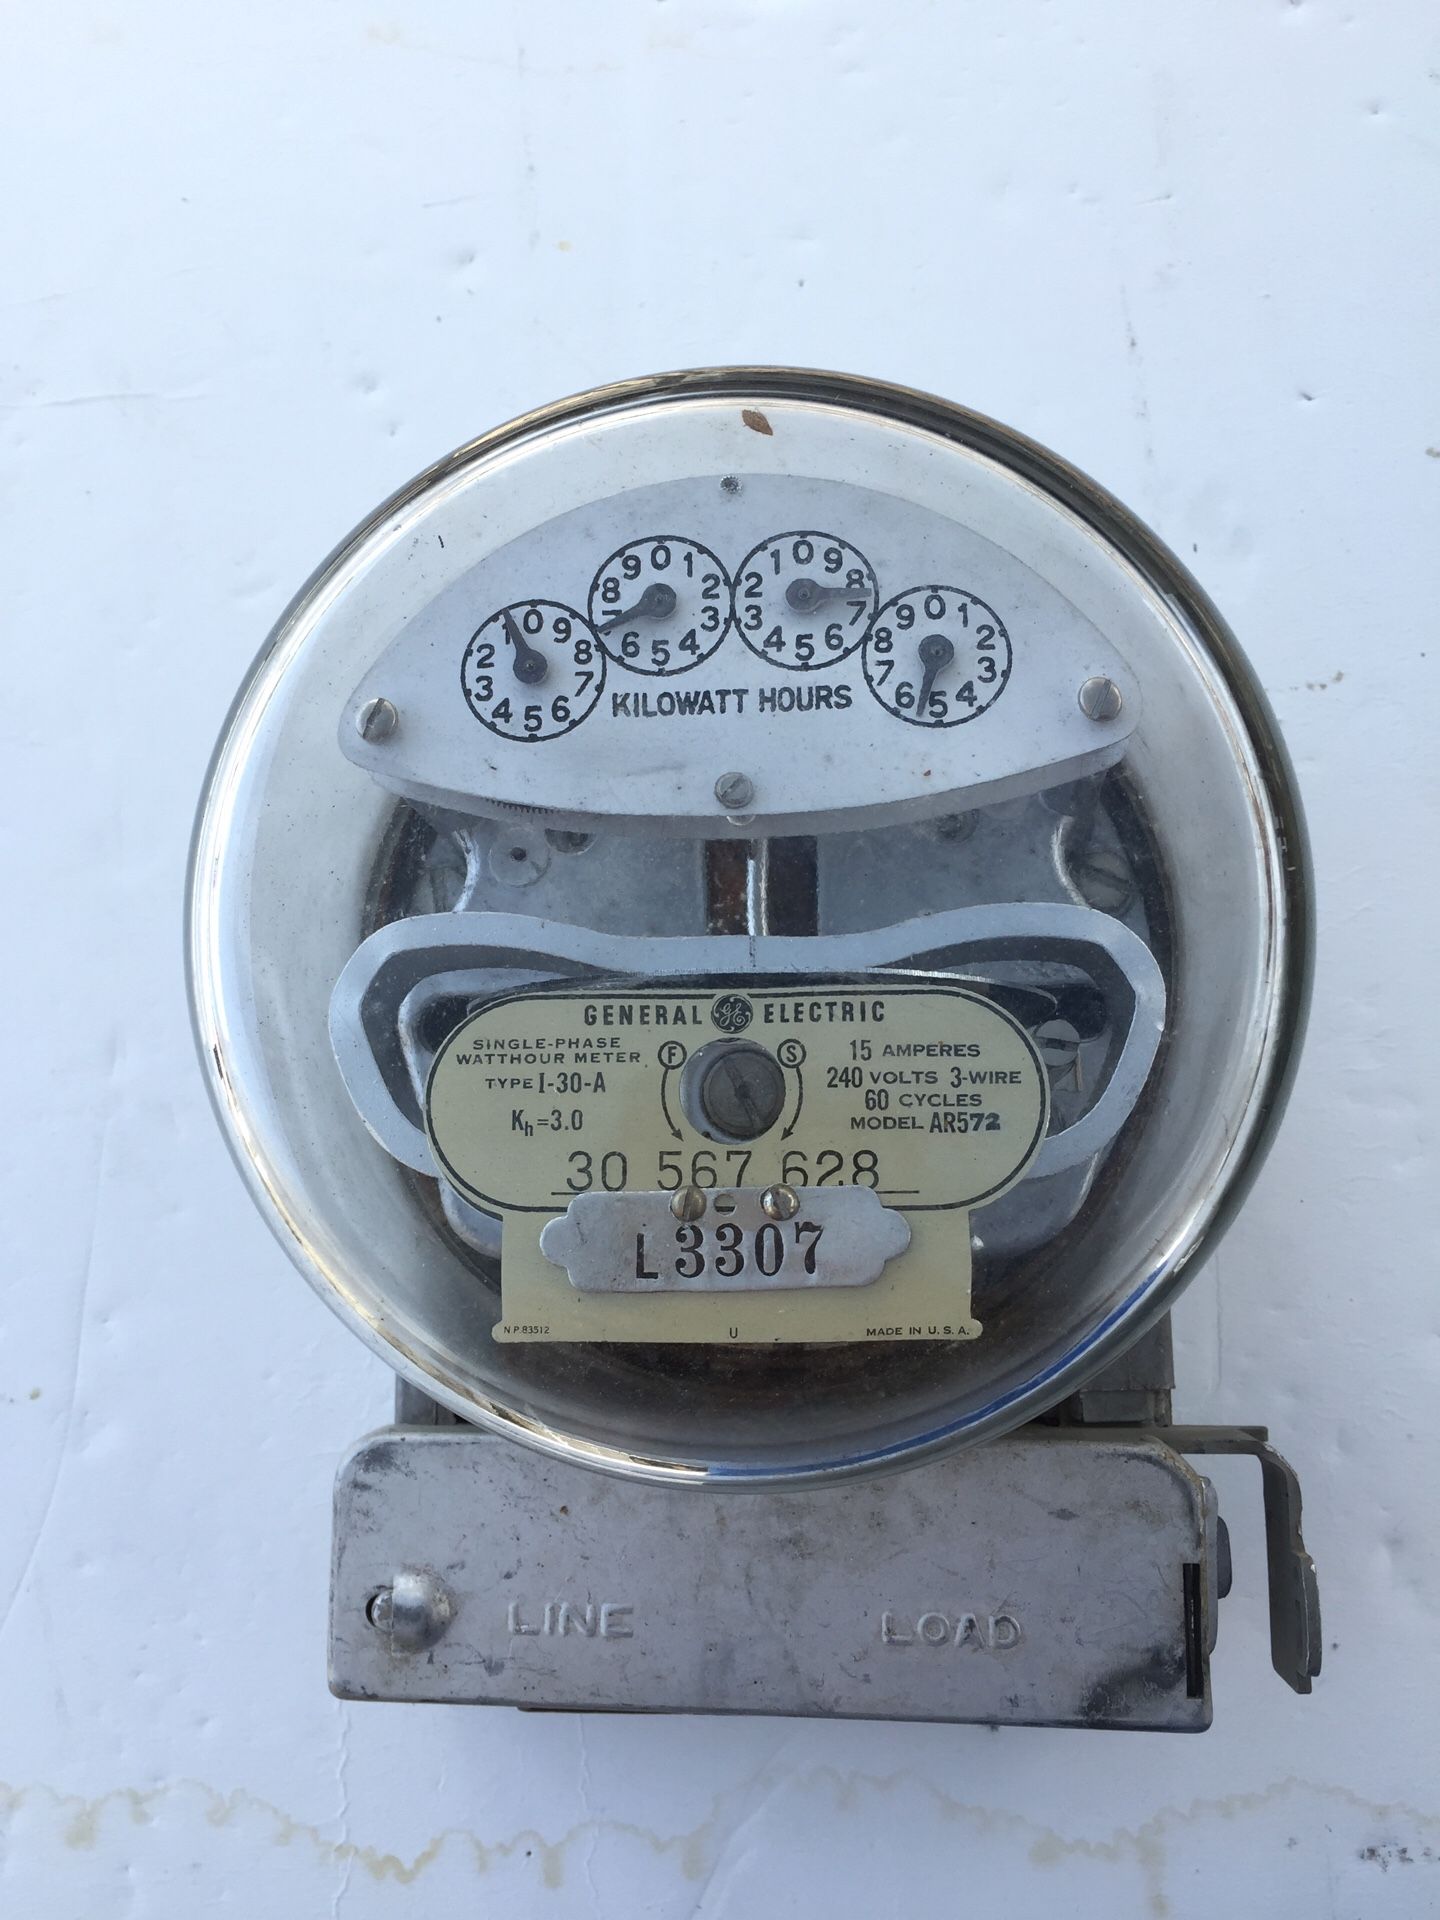 0 1 2 3 4 5 6 7 8 9
0 1 2 3 4 5 6 7 8 9
0 1 2 3 4 5 6 7 8 9
0 1 2 3 4 5 6 7 8 9
KILOWATT HOURS
GENERAL GE ELECTRIC
SINGLE-PHASE
WATTHOUR METER
TYPE I-30-A
Kh=3.0
F S
15 AMPERES
240 VOLTS 3-WIRE
60 CYCLES
MODEL AR572
30 567 628
L3307
N.P. 83512 U MADE IN U.S.A.
LINE LOAD